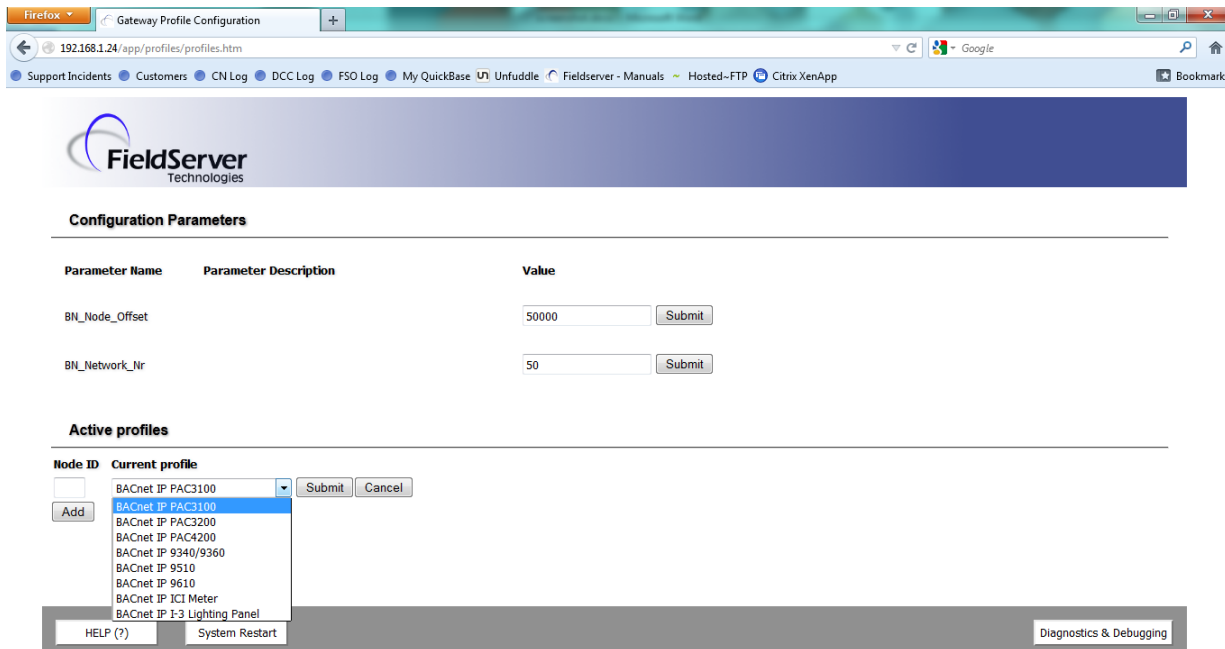 Firefox
Gateway Profile Configuration
192.168.1.24/app/profiles/profiles.htm
Google
Support Incidents Customers CN Log DCC Log FSO Log My QuickBase un Unfuddle Fieldserver - Manuals Hosted~FTP Citrix XenApp Bookmark
FieldServer
Technologies
Configuration Parameters
Parameter Name Parameter Description Value
BN_Node_Offset 50000 Submit
BN_Network_Nr 50 Submit
Active profiles
Node ID Current profile
BACnet IP PAC3100 Submit Cancel
Add
BACnet IP PAC3100
BACnet IP PAC3200
BACnet IP PAC4200
BACnet IP 9340/9360
BACnet IP 9510
BACnet IP 9610
BACnet IP ICI Meter
BACnet IP I-3 Lighting Panel
HELP (?) System Restart Diagnostics & Debugging